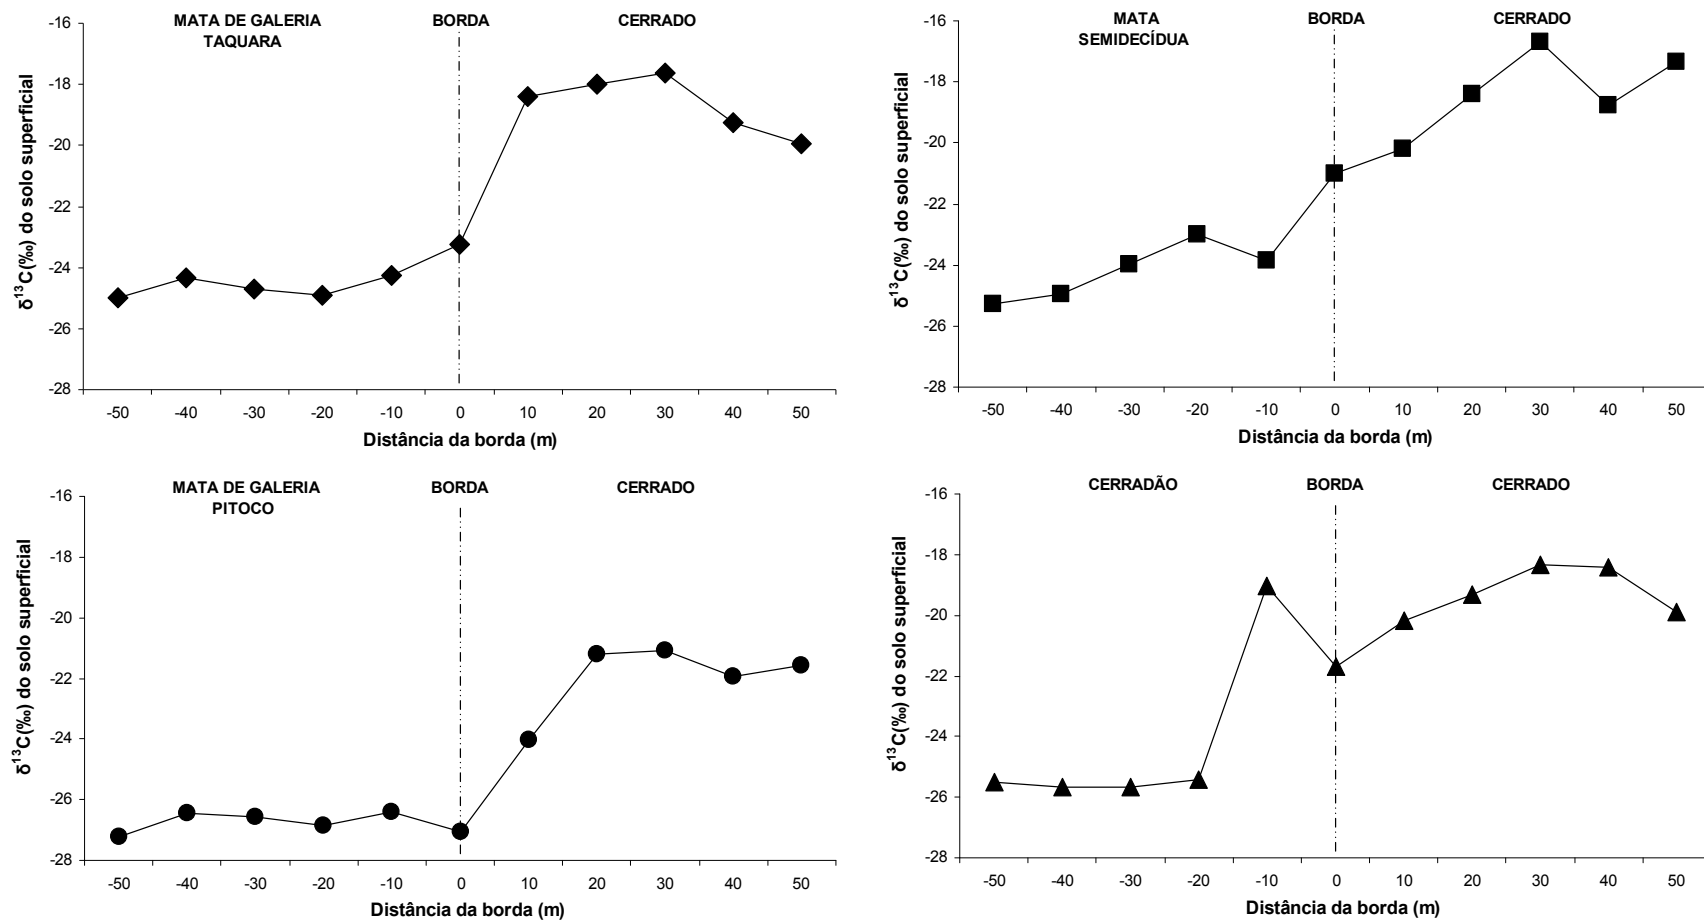 MATA DE GALERIA
TAQUARA
BORDA
CERRADO
δ¹³C(‰) do solo superficial
-16
-18
-20
-22
-24
-26
-28
-50 -40 -30 -20 -10 0 10 20 30 40 50
Distância da borda (m)
MATA
SEMIDECÍDUA
BORDA
CERRADO
δ¹³C(‰) do solo superficial
-16
-18
-20
-22
-24
-26
-28
-50 -40 -30 -20 -10 0 10 20 30 40 50
Distância da borda (m)
MATA DE GALERIA
PITOCO
BORDA
CERRADO
δ¹³C(‰) do solo superficial
-16
-18
-20
-22
-24
-26
-28
-50 -40 -30 -20 -10 0 10 20 30 40 50
Distância da borda (m)
CERRADÃO
BORDA
CERRADO
δ¹³C(‰) do solo superficial
-16
-18
-20
-22
-24
-26
-28
-50 -40 -30 -20 -10 0 10 20 30 40 50
Distância da borda (m)